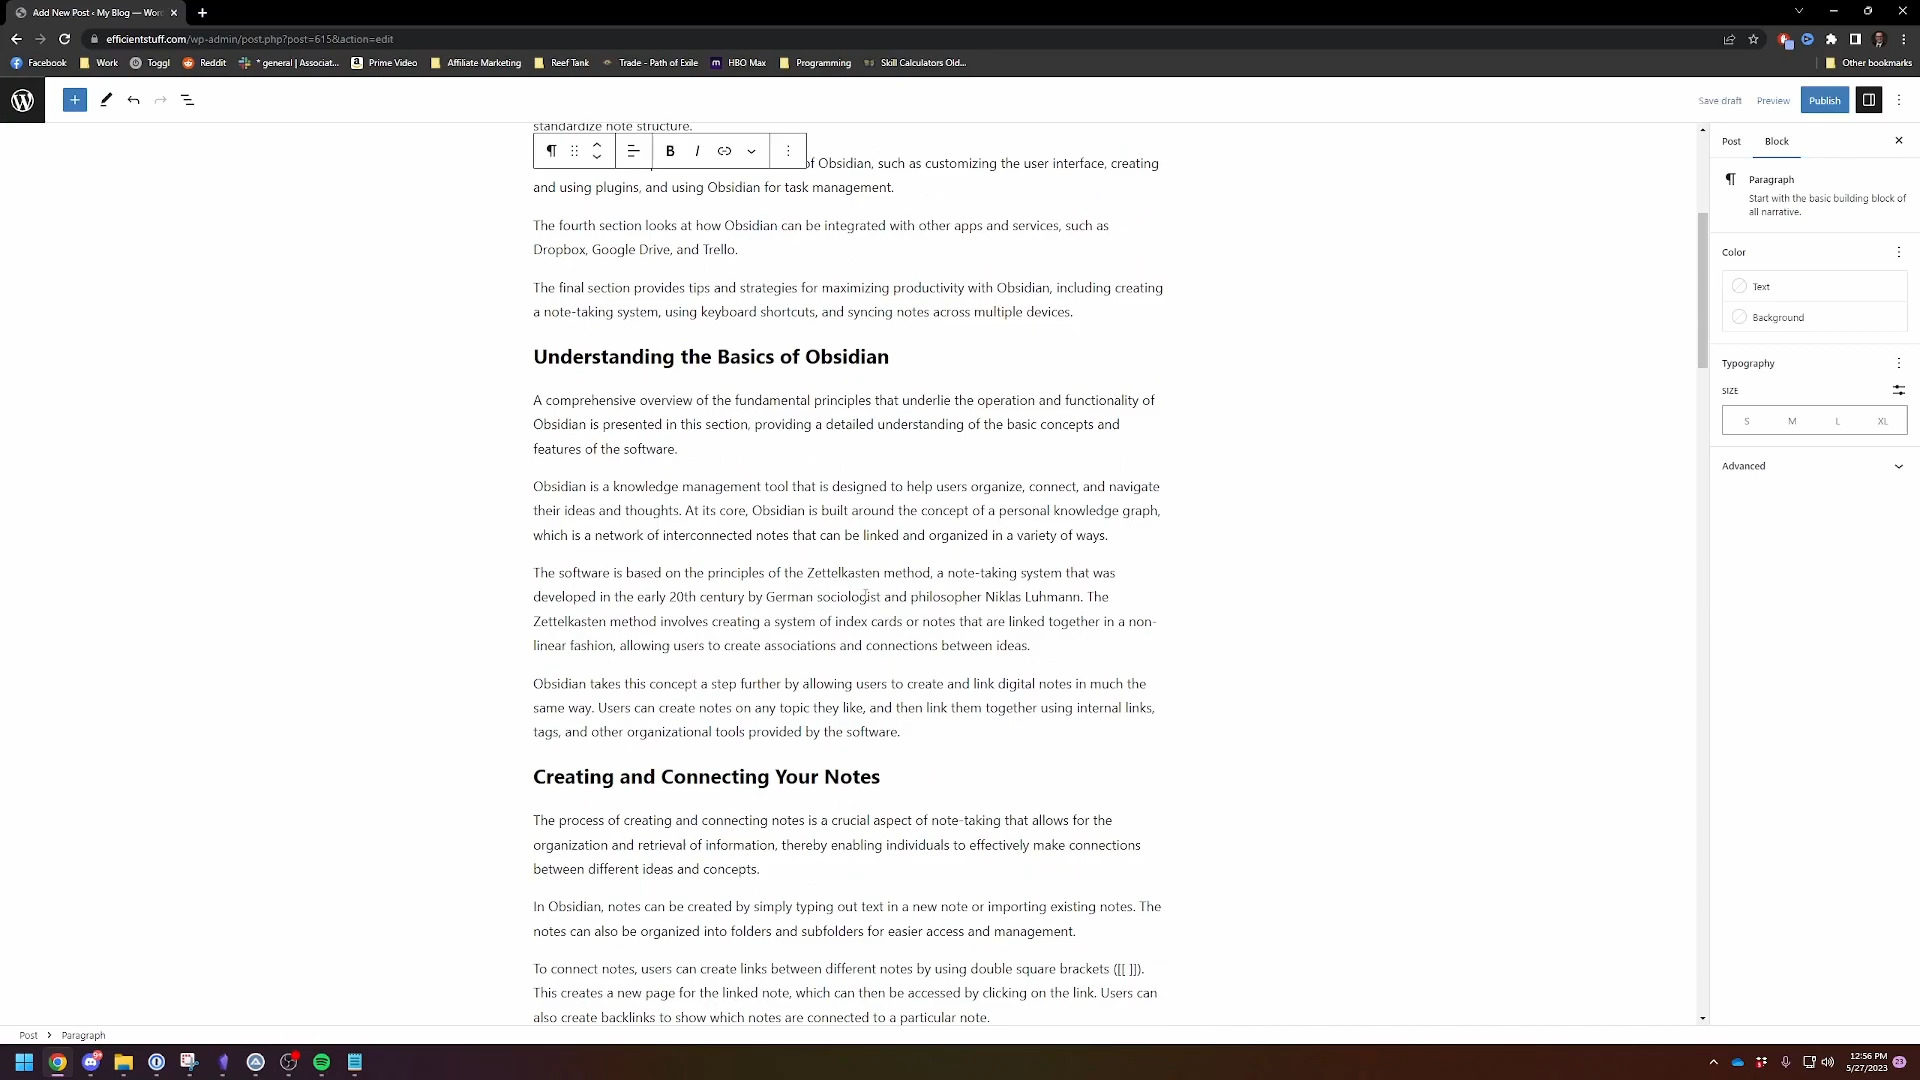 Add New Post ‹ My Blog — Wor
efficientstuff.com/wp-admin/post.php?post=615&action=edit
Facebook Work Toggl Reddit * general | Associat... Prime Video Affiliate Marketing Reef Tank Trade - Path of Exile HBO Max Programming Skill Calculators Old... Other bookmarks
Save draft Preview Publish
standardize note structure.
of Obsidian, such as customizing the user interface, creating
and using plugins, and using Obsidian for task management.
The fourth section looks at how Obsidian can be integrated with other apps and services, such as
Dropbox, Google Drive, and Trello.
The final section provides tips and strategies for maximizing productivity with Obsidian, including creating
a note-taking system, using keyboard shortcuts, and syncing notes across multiple devices.
Understanding the Basics of Obsidian
A comprehensive overview of the fundamental principles that underlie the operation and functionality of
Obsidian is presented in this section, providing a detailed understanding of the basic concepts and
features of the software.
Obsidian is a knowledge management tool that is designed to help users organize, connect, and navigate
their ideas and thoughts. At its core, Obsidian is built around the concept of a personal knowledge graph,
which is a network of interconnected notes that can be linked and organized in a variety of ways.
The software is based on the principles of the Zettelkasten method, a note-taking system that was
developed in the early 20th century by German sociologist and philosopher Niklas Luhmann. The
Zettelkasten method involves creating a system of index cards or notes that are linked together in a non-
linear fashion, allowing users to create associations and connections between ideas.
Obsidian takes this concept a step further by allowing users to create and link digital notes in much the
same way. Users can create notes on any topic they like, and then link them together using internal links,
tags, and other organizational tools provided by the software.
Creating and Connecting Your Notes
The process of creating and connecting notes is a crucial aspect of note-taking that allows for the
organization and retrieval of information, thereby enabling individuals to effectively make connections
between different ideas and concepts.
In Obsidian, notes can be created by simply typing out text in a new note or importing existing notes. The
notes can also be organized into folders and subfolders for easier access and management.
To connect notes, users can create links between different notes by using double square brackets ([[ ]]).
This creates a new page for the linked note, which can then be accessed by clicking on the link. Users can
also create backlinks to show which notes are connected to a particular note.
Post Block
Paragraph
Start with the basic building block of
all narrative.
Color
Text
Background
Typography
SIZE
S M L XL
Advanced
Post > Paragraph
12:56 PM
5/27/2023
23